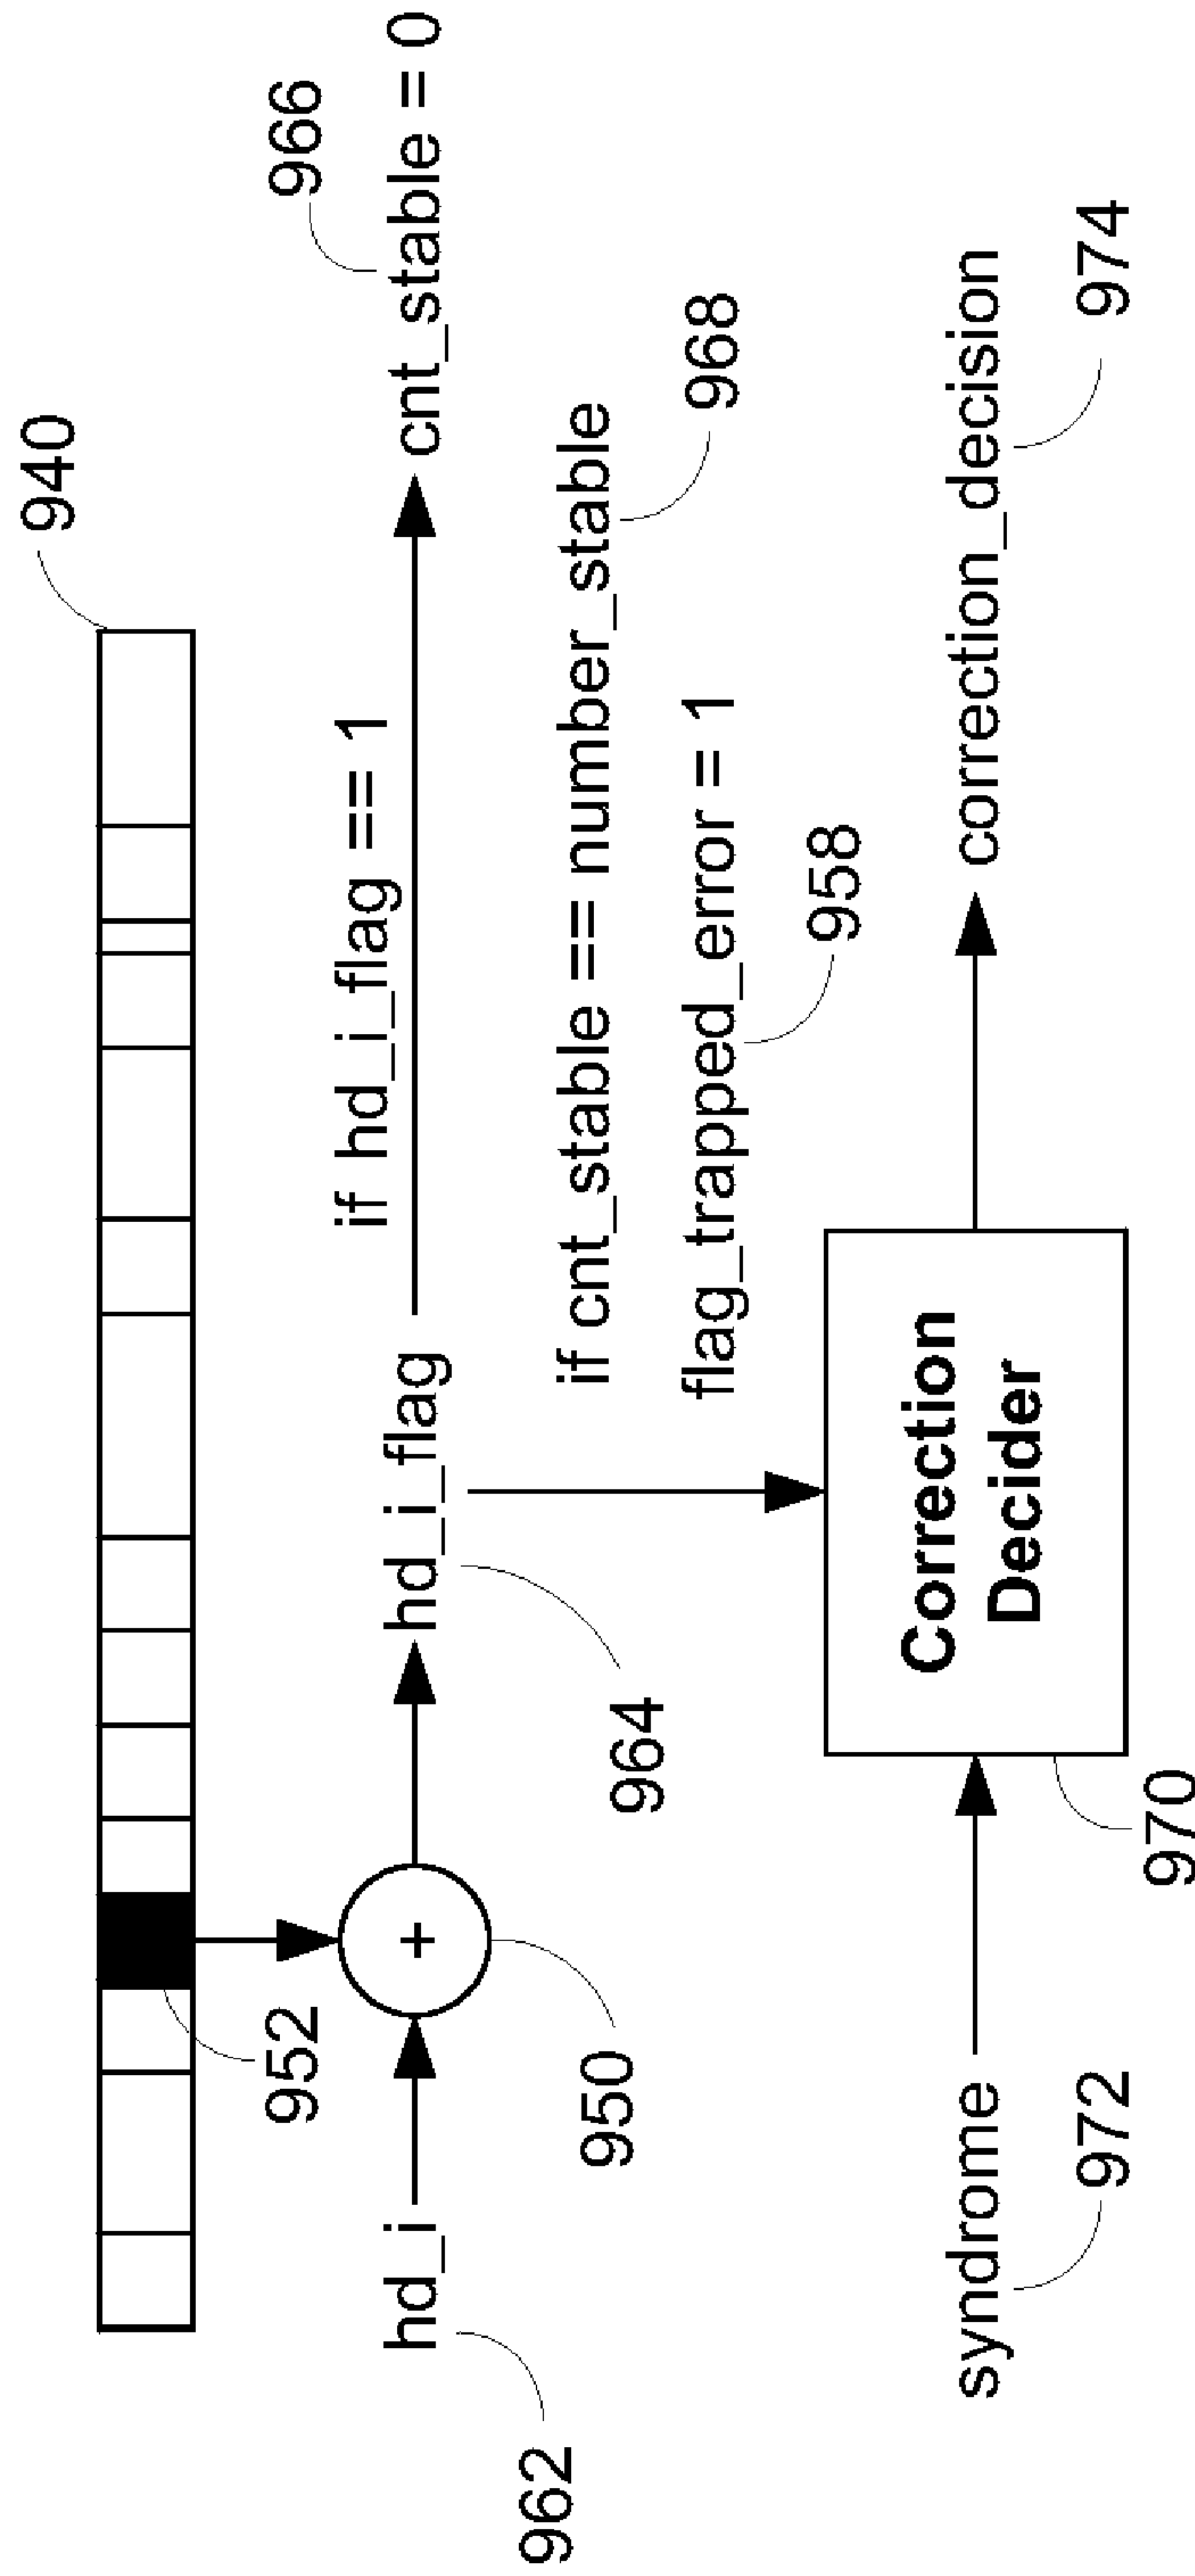 940
952
if hd_i_flag == 1
966
hd_i
+
hd_i_flag
cnt_stable = 0
962
950
964
if cnt_stable == number_stable
968
flag_trapped_error = 1
958
syndrome
Correction
Decider
correction_decision
972
970
974